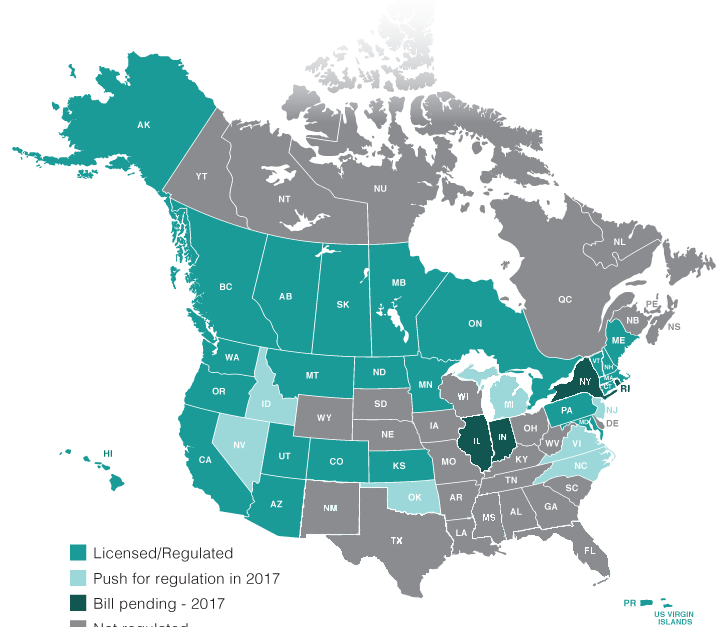 AK
YT
NT
NU
NL
BC
AB
SK
MB
ON
QC
PE
NB
NS
WA
MT
ND
MN
ME
VT
NH
MA
CT
RI
OR
ID
WY
SD
WI
MI
NY
PA
NJ
DE
MD
NV
UT
CO
NE
KS
IA
IL
IN
OH
WV
VI
CA
AZ
NM
OK
MO
KY
NC
TN
AR
SC
TX
LA
MS
AL
GA
FL
HI
Licensed/Regulated
Push for regulation in 2017
Bill pending - 2017
Not regulated
PR
US VIRGIN
ISLANDS